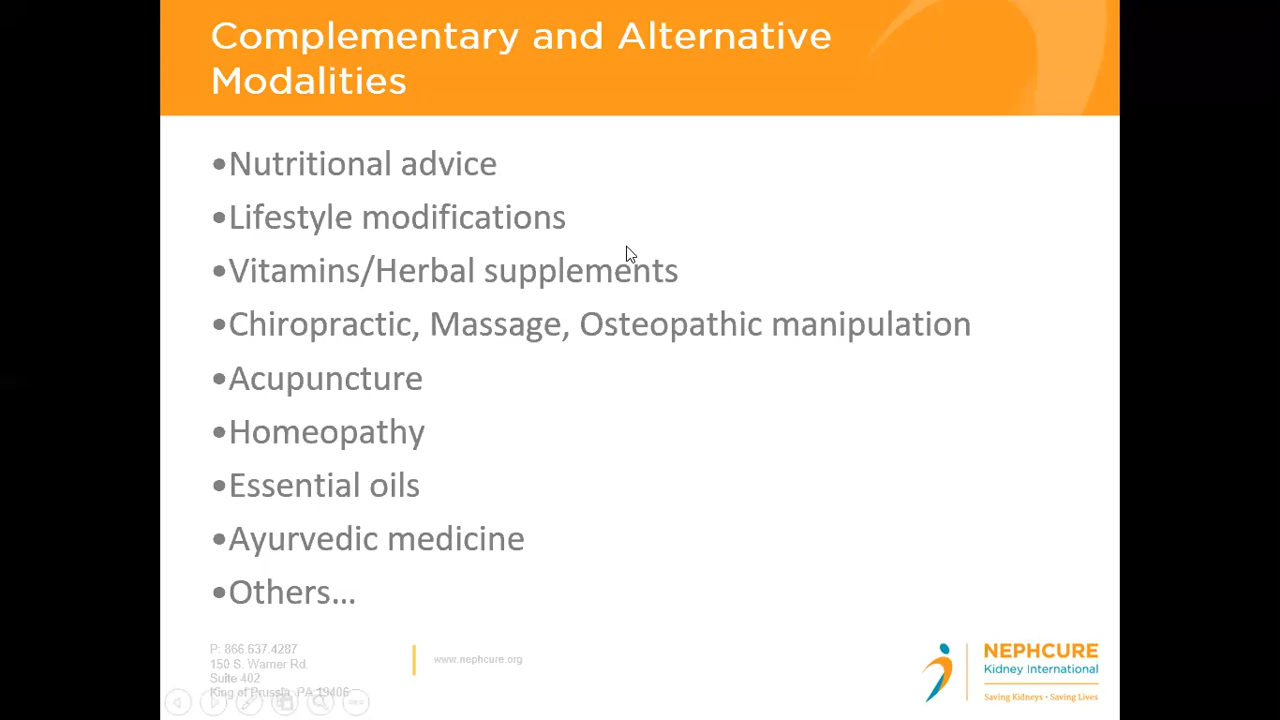 Complementary and Alternative
Modalities
•Nutritional advice
•Lifestyle modifications
•Vitamins/Herbal supplements
•Chiropractic, Massage, Osteopathic manipulation
•Acupuncture
•Homeopathy
•Essential oils
•Ayurvedic medicine
•Others…
P: 866.637.4287
150 S. Warner Rd.
Suite 402
King of Prussia, PA 19406
www.nephcure.org
NEPHCURE
Kidney International
Saving Kidneys • Saving Lives